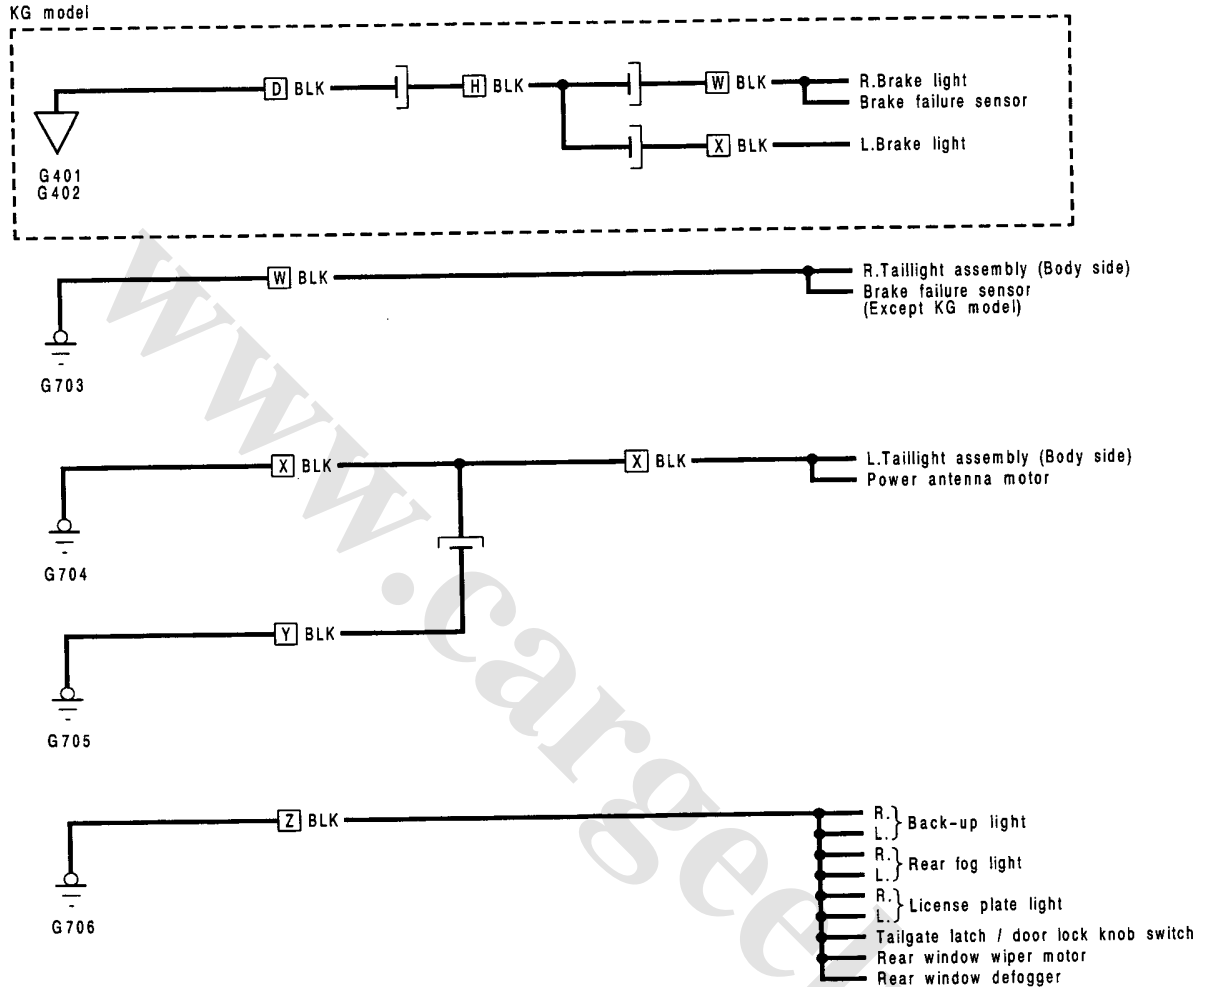 KG model
D BLK
H BLK
W BLK
R.Brake light
Brake failure sensor
X BLK
L.Brake light
G401
G402
W BLK
R.Taillight assembly (Body side)
Brake failure sensor
(Except KG model)
G703
X BLK
X BLK
L.Taillight assembly (Body side)
Power antenna motor
G704
Y BLK
G705
Z BLK
R.
L.
Back-up light
R.
L.
Rear fog light
R.
L.
License plate light
Tailgate latch / door lock knob switch
Rear window wiper motor
Rear window defogger
G706
www.cargeek